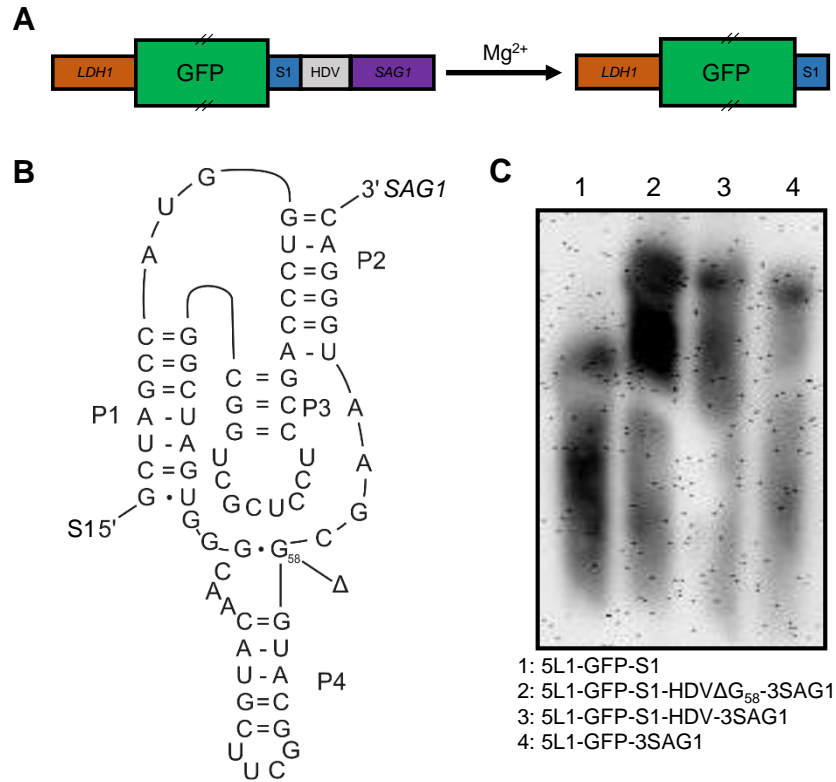 A
LDH1 GFP S1 HDV SAG1 Mg²⁺ LDH1 GFP S1
B
G
3' SAG1
U
G = C
U - A
A
C = G P2
C = G
C = G
C = G
A - U
C = G
C = G
G = C
G = C P3
G = C
A
P1 A - U
U - A
U U
A
C = G
G C U C C
G • U
G
S15'
G
G G • G₅₈ C
Δ
C
A A C = G
A - U
U - A P4
G = C
C G
U G
U C
C
1 2 3 4
1: 5L1-GFP-S1
2: 5L1-GFP-S1-HDVΔG₅₈-3SAG1
3: 5L1-GFP-S1-HDV-3SAG1
4: 5L1-GFP-3SAG1